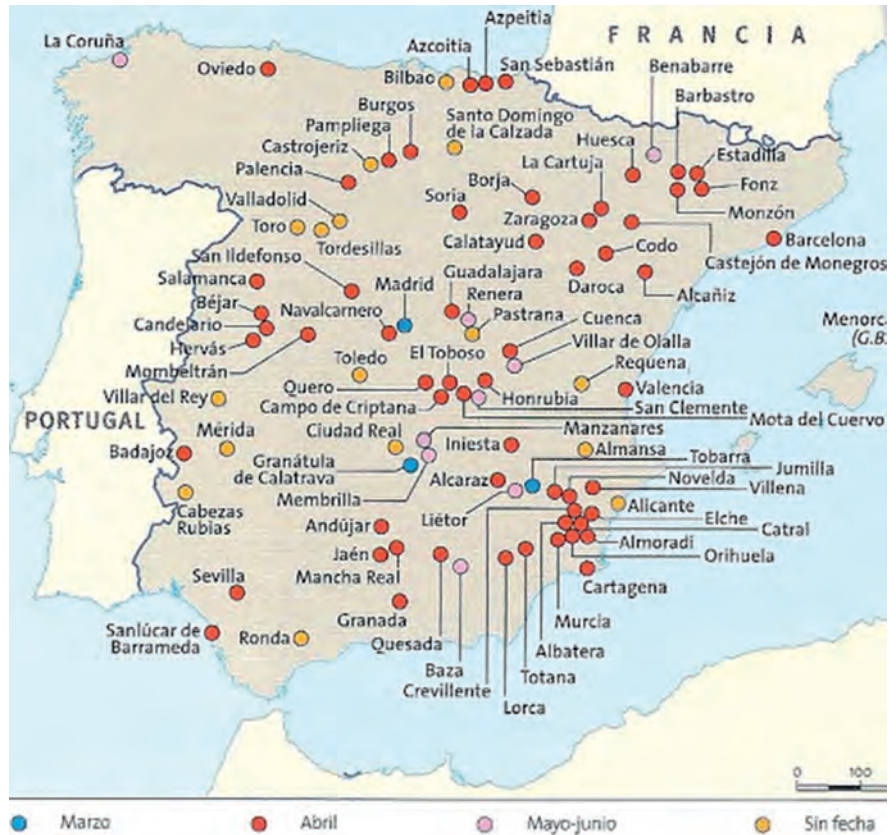 FRANCIA
Azpeitia
Azcoitia
La Coruña
San Sebastián
Oviedo
Bilbao
Benabarre
Barbastro
Burgos
Santo Domingo
de la Calzada
Pampliega
Huesca
Castrojeriz
Estadilla
La Cartuja
Palencia
Borja
Fonz
Valladolid
Soria
Monzón
Toro
Zaragoza
Tordesillas
Calatayud
Codo
Barcelona
San Ildefonso
Castejón de Monegros
Salamanca
Madrid
Guadalajara
Daroca
Alcañiz
Béjar
Navalcarnero
Renera
Candelario
Pastrana
Cuenca
Menorca
(G.B
Hervás
Villar de Olalla
Mombeltrán
Toledo
El Toboso
Requena
Quero
Honrubia
Valencia
Villar del Rey
Campo de Criptana
San Clemente
PORTUGAL
Mota del Cuervo
Mérida
Ciudad Real
Manzanares
Badajoz
Iniesta
Almansa
Tobarra
Granátula
de Calatrava
Jumilla
Alcaraz
Novelda
Membrilla
Villena
Cabezas
Rubias
Liétor
Alicante
Andújar
Elche
Catral
Almoradí
Jaén
Orihuela
Sevilla
Mancha Real
Cartagena
Granada
Murcia
Sanlúcar de
Barrameda
Ronda
Quesada
Albatera
Baza
Totana
Crevillente
Lorca
0 100
Marzo
Abril
Mayo-junio
Sin fecha